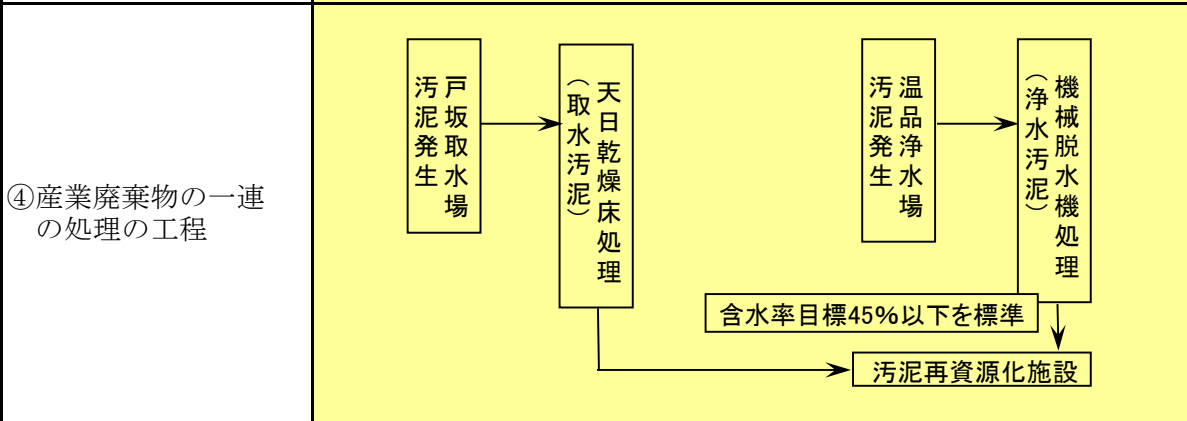 ④産業廃棄物の一連
の処理の工程
戸坂取水場
汚泥発生
天日乾燥床処理
（取水汚泥）
温品浄水場
汚泥発生
機械脱水機処理
（浄水汚泥）
含水率目標45%以下を標準
汚泥再資源化施設